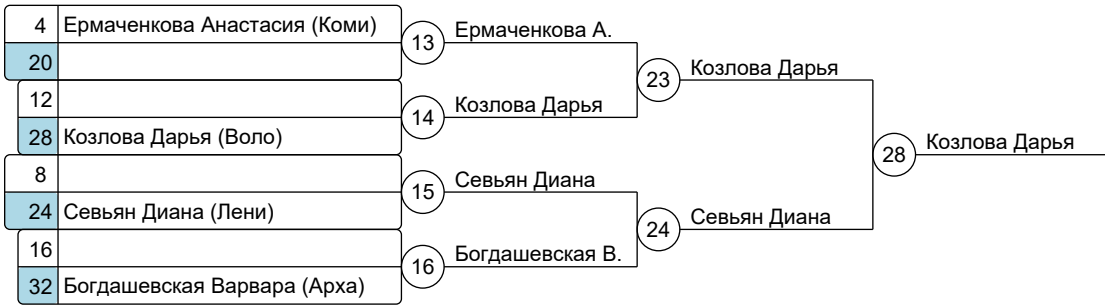 4 Ермаченкова Анастасия (Коми)
20
12
28 Козлова Дарья (Воло)
8
24 Севьян Диана (Лени)
16
32 Богдашевская Варвара (Арха)
13 Ермаченкова А.
14 Козлова Дарья
15 Севьян Диана
16 Богдашевская В.
23 Козлова Дарья
24 Севьян Диана
28 Козлова Дарья